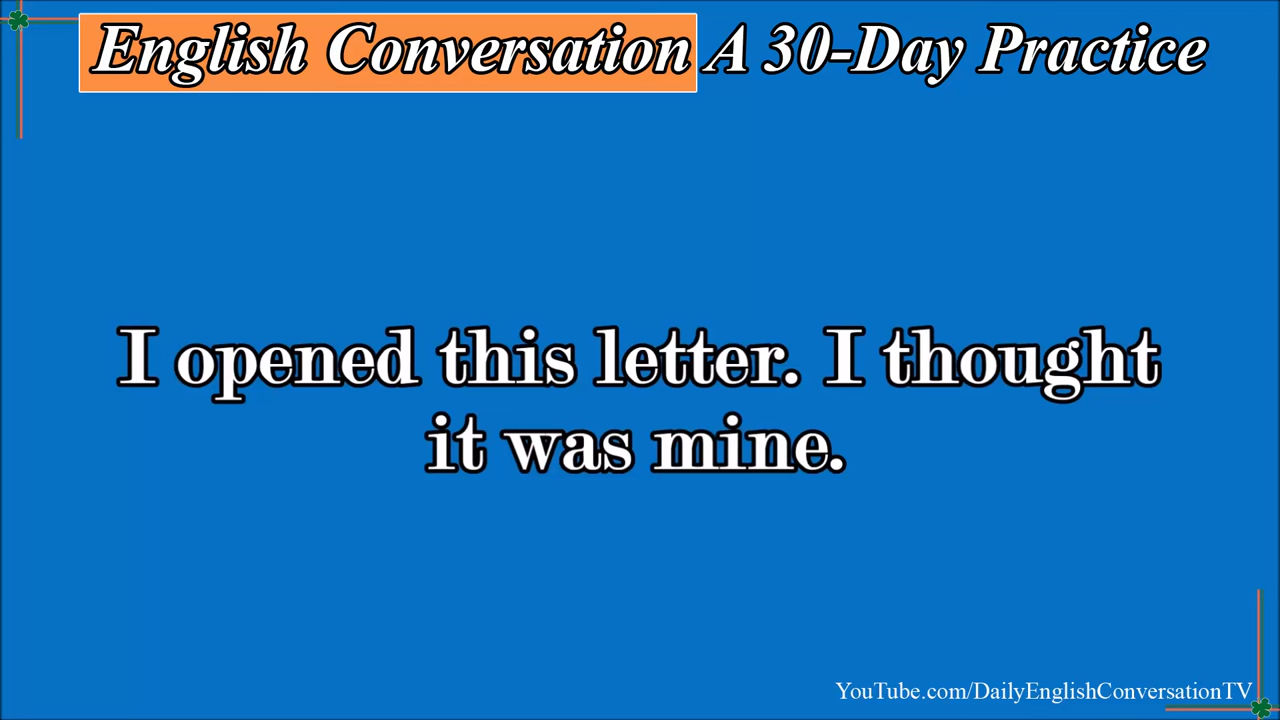 English Conversation A 30-Day Practice
I opened this letter. I thought
it was mine.
YouTube.com/DailyEnglishConversationTV